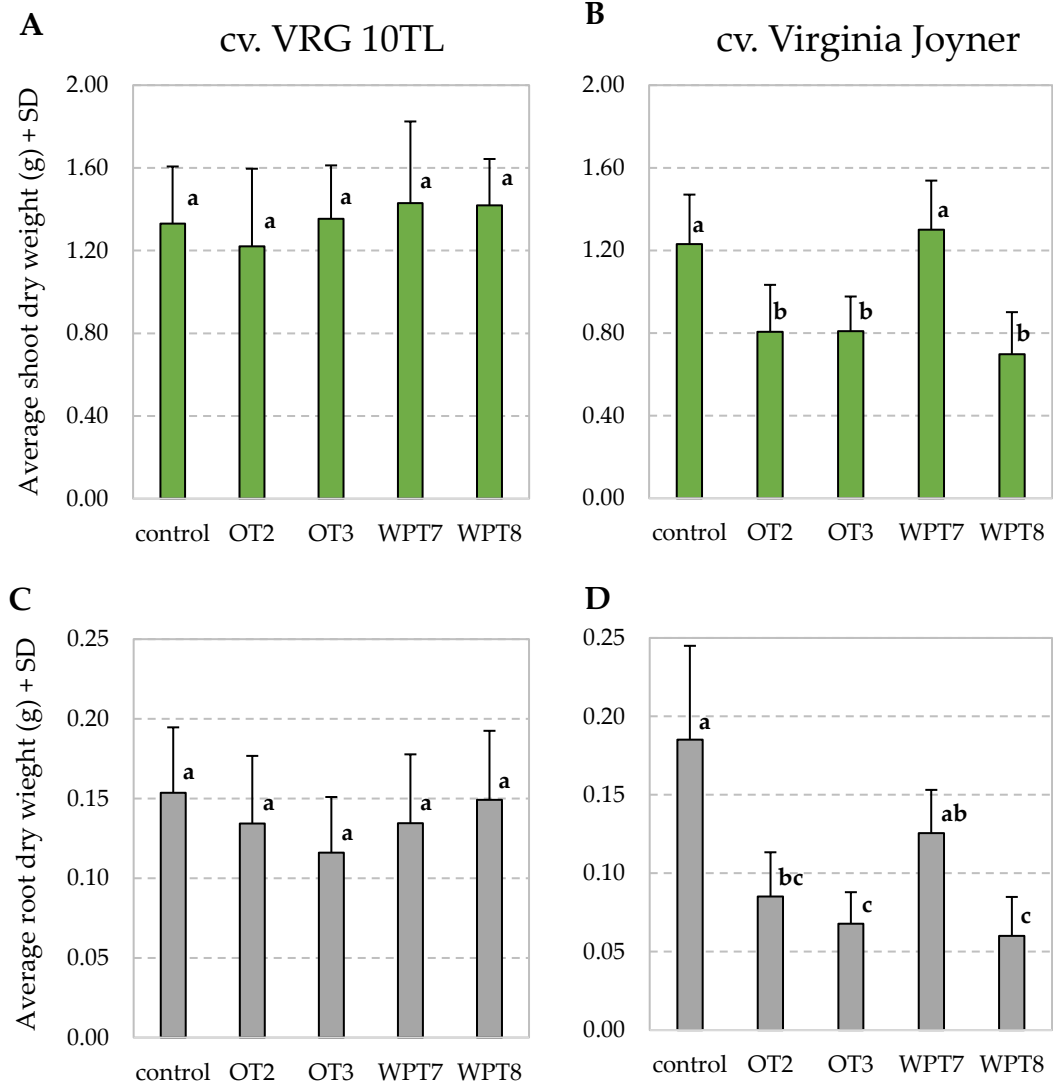 A
cv. VRG 10TL
Average shoot dry weight (g) + SD
2.00
1.60
1.20
0.80
0.40
0.00
a
a
a
a
a
control OT2 OT3 WPT7 WPT8
B
cv. Virginia Joyner
2.00
1.60
1.20
0.80
0.40
0.00
a
b
b
a
b
control OT2 OT3 WPT7 WPT8
C
Average root dry wieght (g) + SD
0.25
0.20
0.15
0.10
0.05
0.00
a
a
a
a
a
control OT2 OT3 WPT7 WPT8
D
0.25
0.20
0.15
0.10
0.05
0.00
a
bc
c
ab
c
control OT2 OT3 WPT7 WPT8